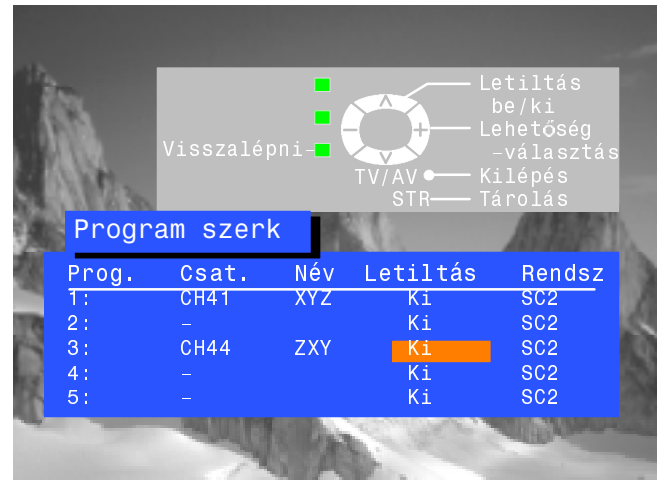 Letiltás
be/ki
Lehetőség
Visszalépni
-választás
TV/AV Kilépés
STR Tárolás
Program szerk
Prog. Csat. Név Letiltás Rendsz
1: CH41 XYZ Ki SC2
2: - Ki SC2
3: CH44 ZXY Ki SC2
4: - Ki SC2
5: - Ki SC2